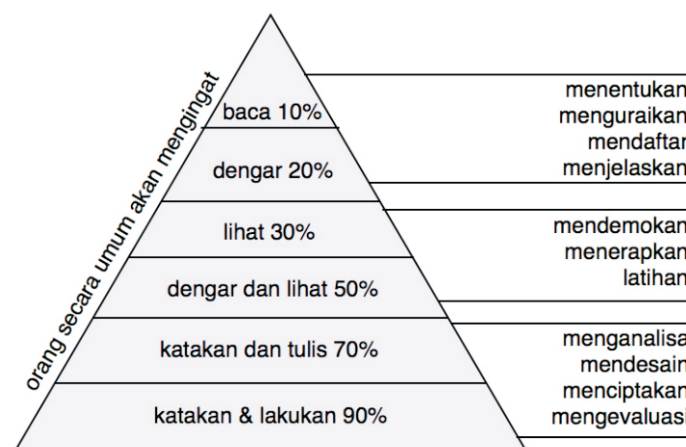 orang secara umum akan mengingat
baca 10%
dengar 20%
lihat 30%
dengar dan lihat 50%
katakan dan tulis 70%
katakan & lakukan 90%
menentukan
menguraikan
mendaftar
menjelaskan
mendemokan
menerapkan
latihan
menganalisa
mendesain
menciptakan
mengevaluasi